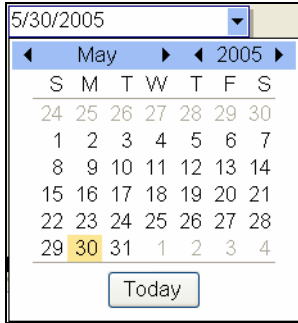 5/30/2005
May 2005
S M T W T F S
24 25 26 27 28 29 30
1 2 3 4 5 6 7
8 9 10 11 12 13 14
15 16 17 18 19 20 21
22 23 24 25 26 27 28
29 30 31 1 2 3 4
Today